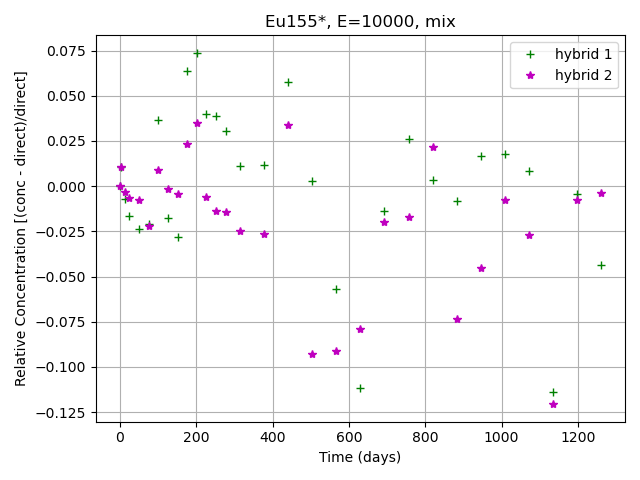 Eu155*, E=10000, mix
hybrid 1
hybrid 2
Relative Concentration [(conc - direct)/direct]
0.075
0.050
0.025
0.000
−0.025
−0.050
−0.075
−0.100
−0.125
0 200 400 600 800 1000 1200
Time (days)